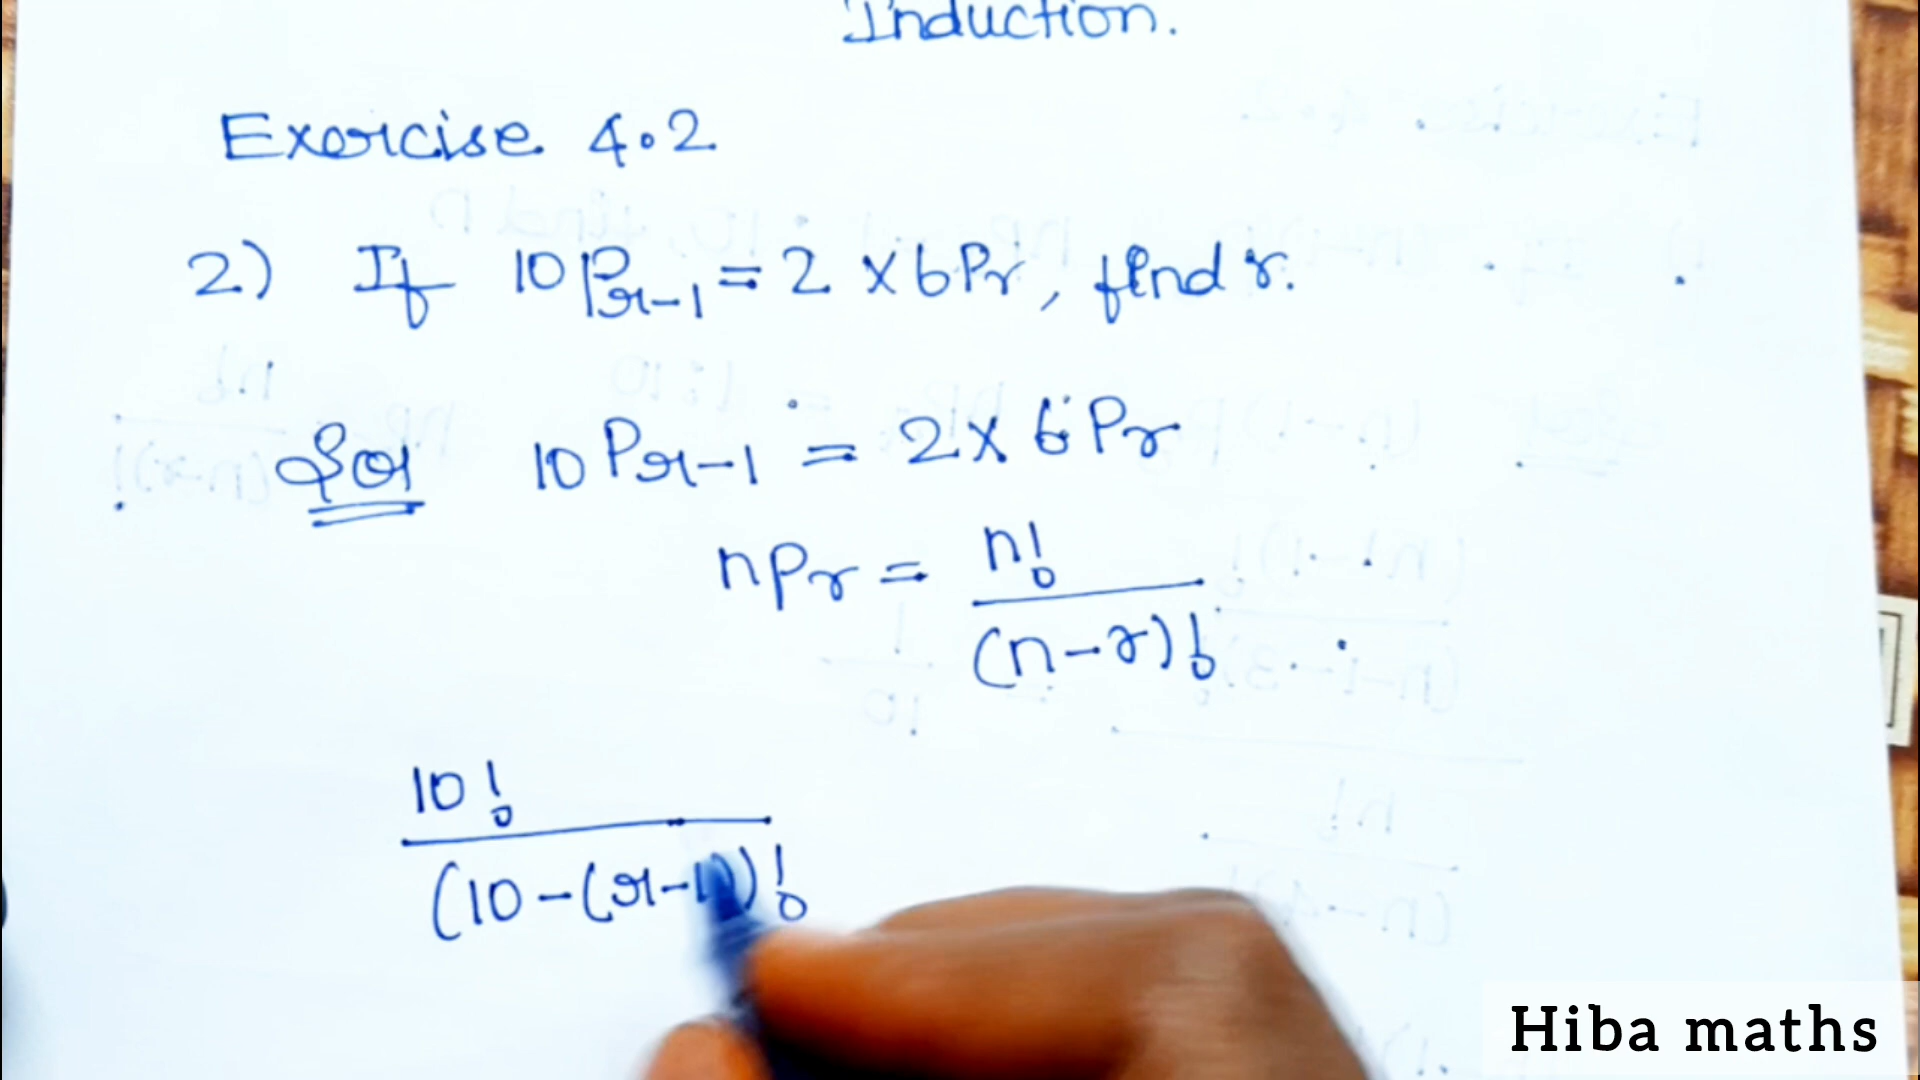 Induction.
Exercise 4.2
2) If 10Pr-1 = 2 x 6Pr, find r.
Sol 10Pr-1 = 2 x 6Pr
nPr = n!
(n-r)!
10!
(10-(r-1))!
Hiba maths